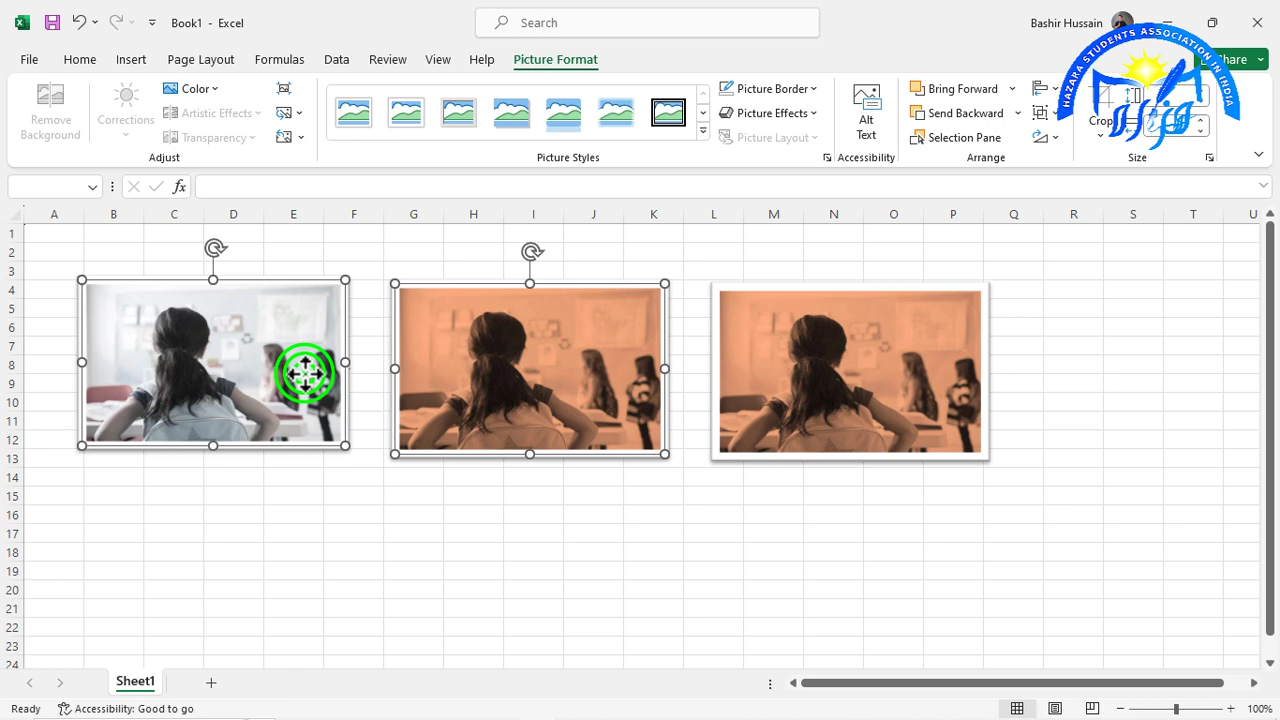 Book1 - Excel
Search
Bashir Hussain
File Home Insert Page Layout Formulas Data Review View Help Picture Format Share
Remove Background
Corrections
Color
Artistic Effects
Transparency
Adjust
Picture Styles
Picture Border
Picture Effects
Picture Layout
Alt Text
Accessibility
Bring Forward
Send Backward
Selection Pane
Arrange
Crop
Size
HAZARA STUDENTS ASSOCIATION IN INDIA
fx
A B C D E F G H I J K L M N O P Q R S T U
1
2
3
4
5
6
7
8
9
10
11
12
13
14
15
16
17
18
19
20
21
22
23
24
Sheet1
Ready Accessibility: Good to go 100%